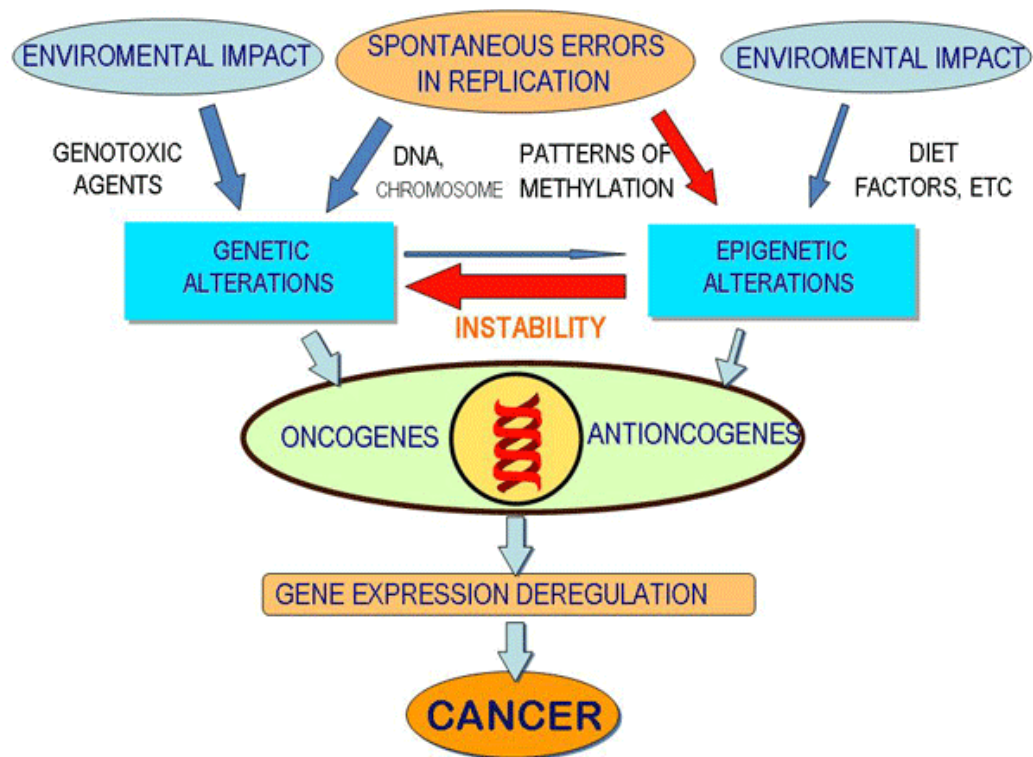 ENVIROMENTAL IMPACT
SPONTANEOUS ERRORS
IN REPLICATION
ENVIROMENTAL IMPACT
GENOTOXIC
AGENTS
DNA,
CHROMOSOME
PATTERNS OF
METHYLATION
DIET
FACTORS, ETC
GENETIC
ALTERATIONS
EPIGENETIC
ALTERATIONS
INSTABILITY
ONCOGENES
ANTIONCOGENES
GENE EXPRESSION DEREGULATION
CANCER